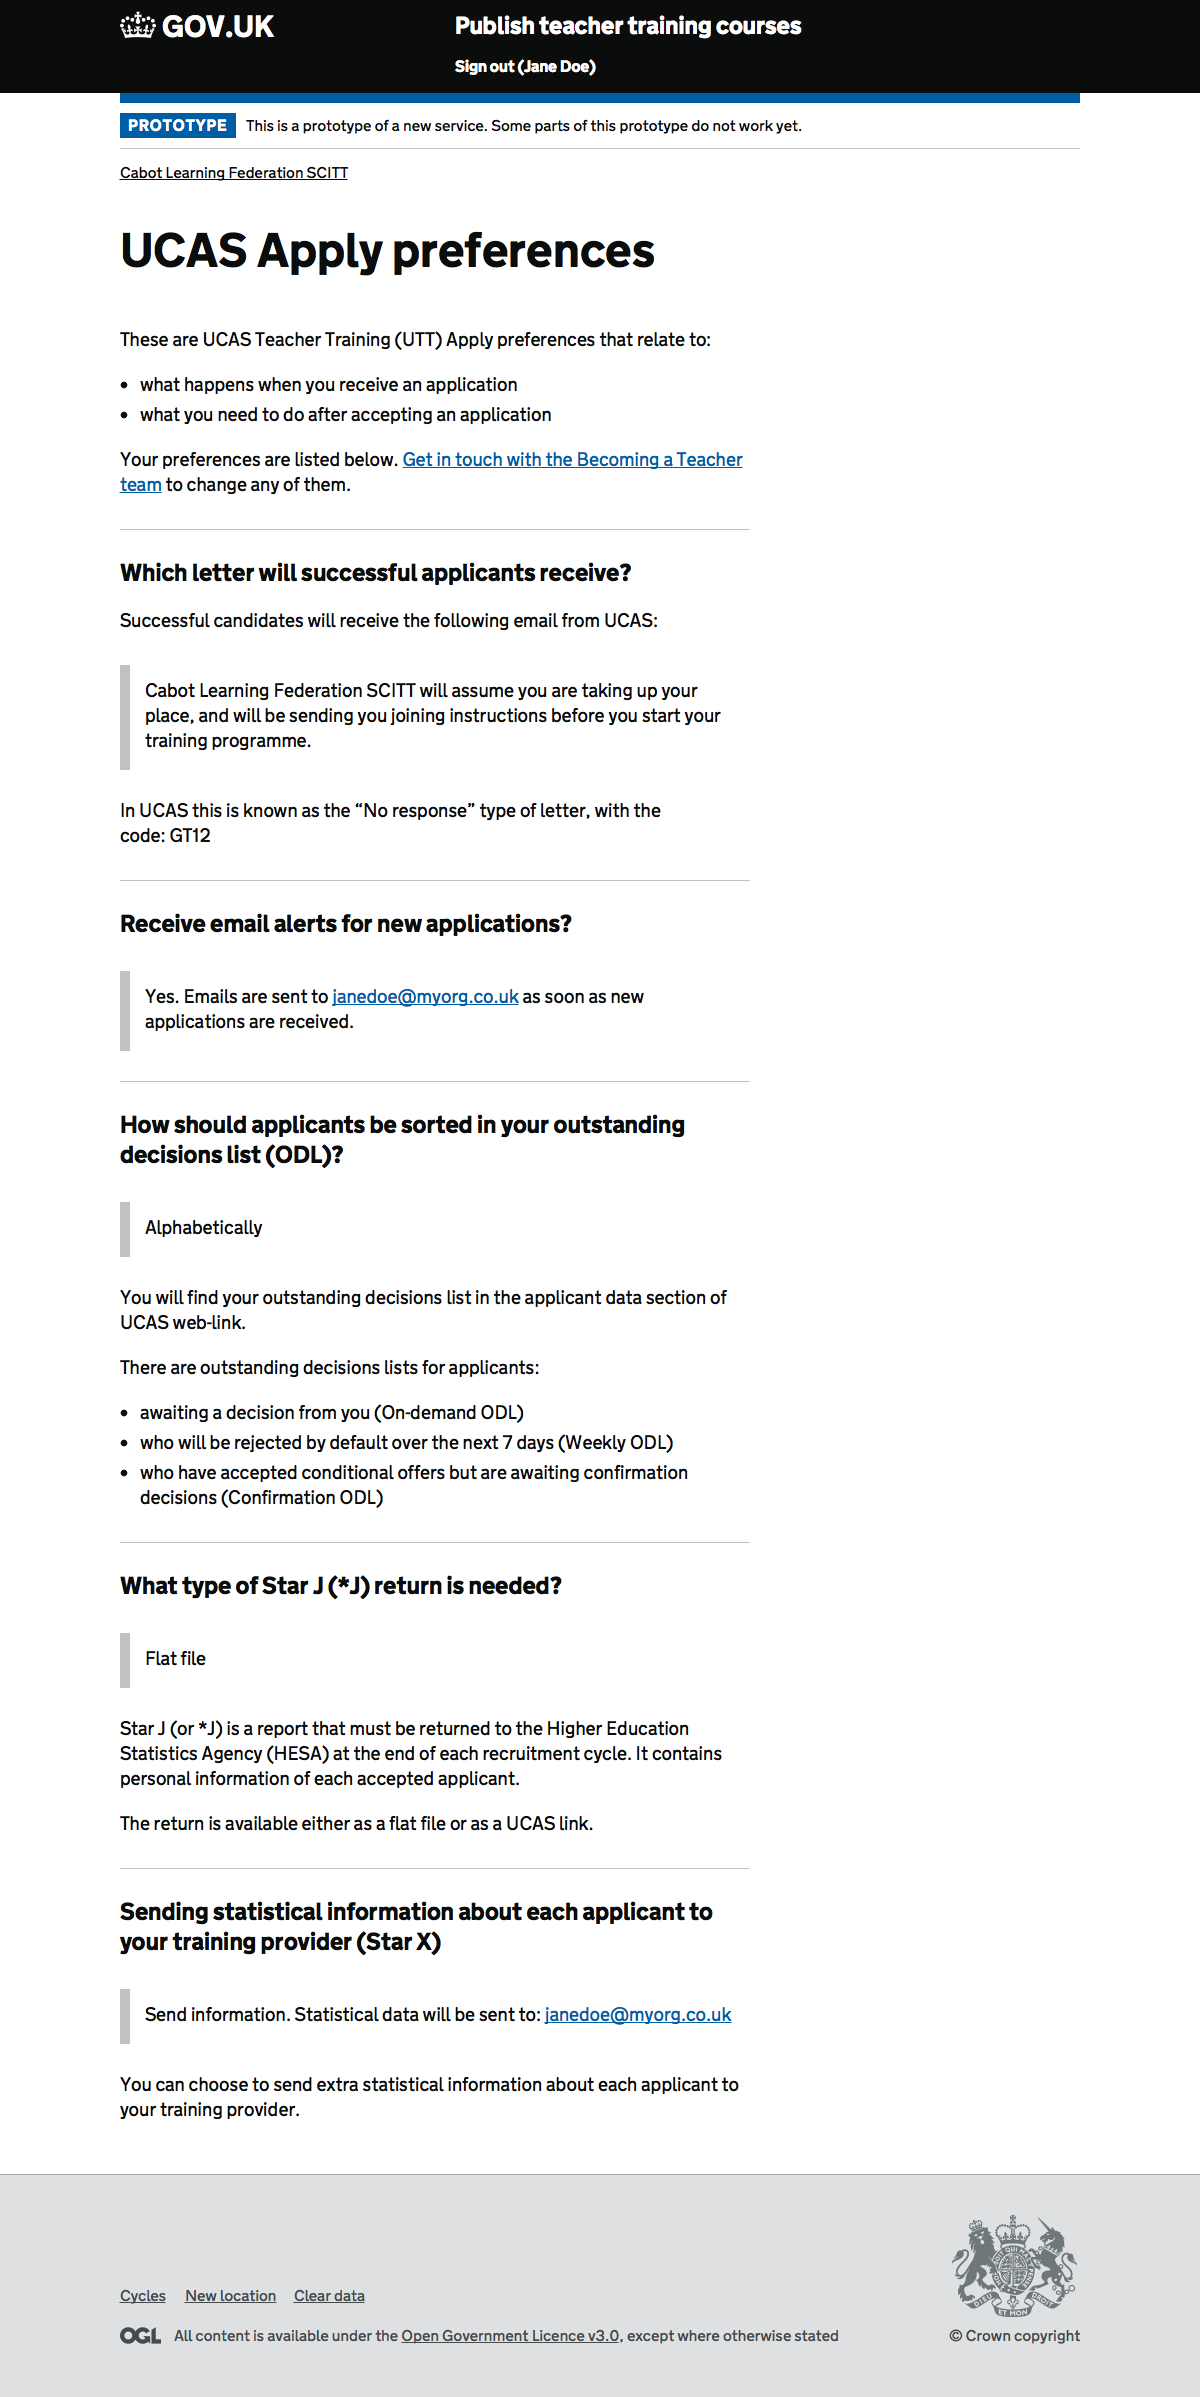 GOV.UK
Publish teacher training courses
Sign out (Jane Doe)
PROTOTYPE This is a prototype of a new service. Some parts of this prototype do not work yet.
Cabot Learning Federation SCITT
UCAS Apply preferences
These are UCAS Teacher Training (UTT) Apply preferences that relate to:
• what happens when you receive an application
• what you need to do after accepting an application
Your preferences are listed below. Get in touch with the Becoming a Teacher
team to change any of them.
Which letter will successful applicants receive?
Successful candidates will receive the following email from UCAS:
Cabot Learning Federation SCITT will assume you are taking up your
place, and will be sending you joining instructions before you start your
training programme.
In UCAS this is known as the “No response” type of letter, with the
code: GT12
Receive email alerts for new applications?
Yes. Emails are sent to janedoe@myorg.co.uk as soon as new
applications are received.
How should applicants be sorted in your outstanding
decisions list (ODL)?
Alphabetically
You will find your outstanding decisions list in the applicant data section of
UCAS web-link.
There are outstanding decisions lists for applicants:
• awaiting a decision from you (On-demand ODL)
• who will be rejected by default over the next 7 days (Weekly ODL)
• who have accepted conditional offers but are awaiting confirmation
decisions (Confirmation ODL)
What type of Star J (*J) return is needed?
Flat file
Star J (or *J) is a report that must be returned to the Higher Education
Statistics Agency (HESA) at the end of each recruitment cycle. It contains
personal information of each accepted applicant.
The return is available either as a flat file or as a UCAS link.
Sending statistical information about each applicant to
your training provider (Star X)
Send information. Statistical data will be sent to: janedoe@myorg.co.uk
You can choose to send extra statistical information about each applicant to
your training provider.
Cycles New location Clear data
DIEU ET MON DROIT
OGL All content is available under the Open Government Licence v3.0, except where otherwise stated
© Crown copyright